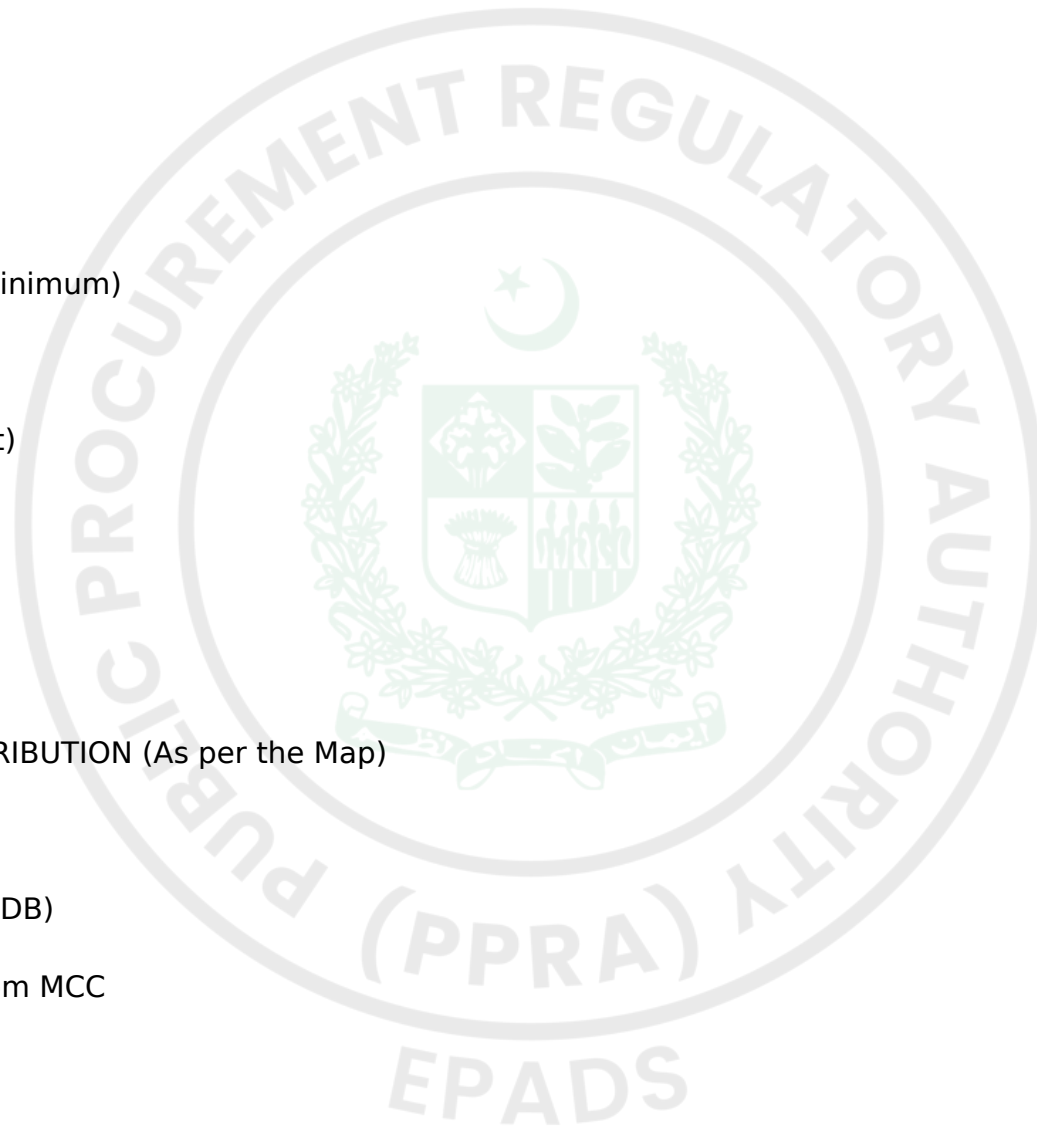 PUBLIC PROCUREMENT REGULATORY AUTHORITY
inimum)
t)
RIBUTION (As per the Map)
DB)
m MCC
(PPRA)
EPADS